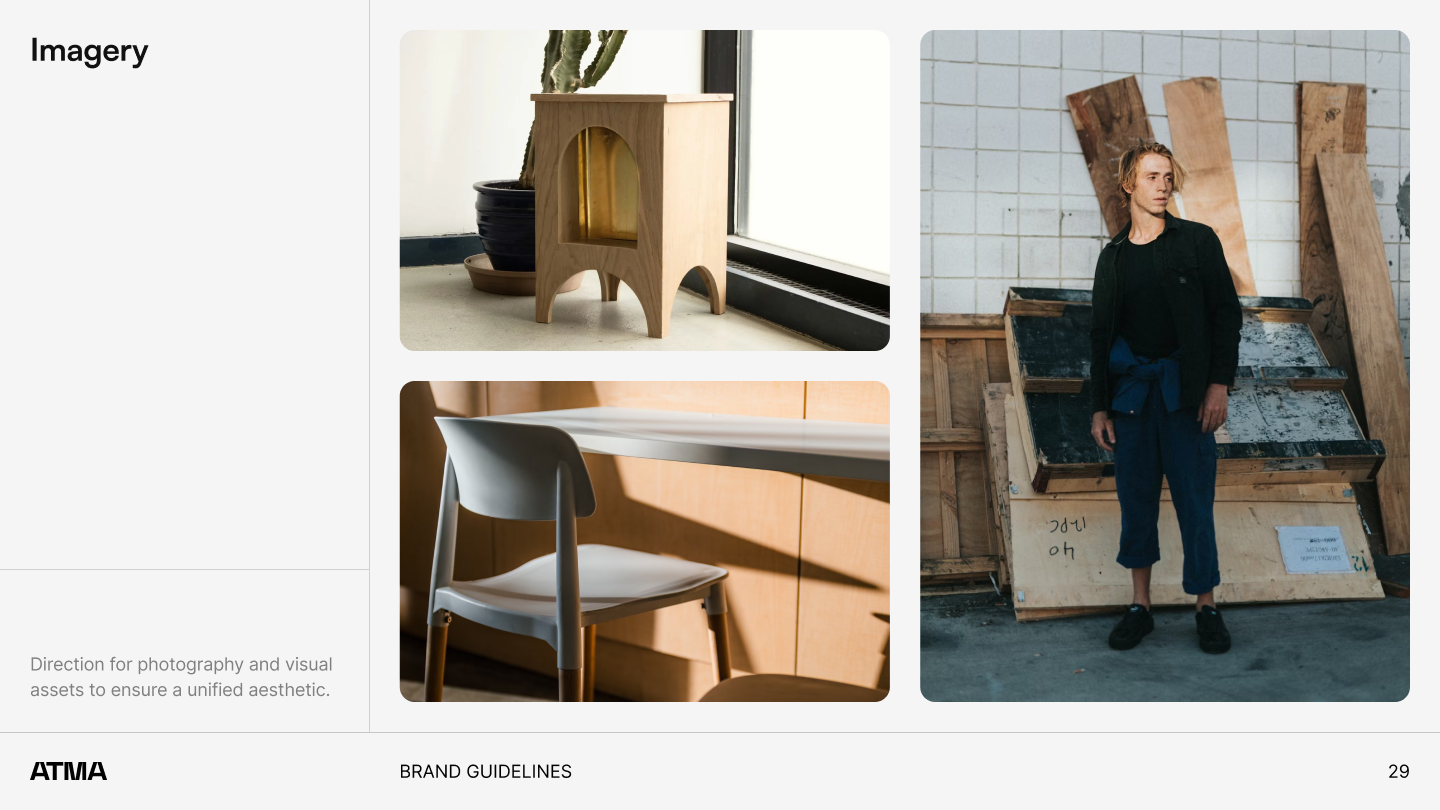 Imagery
Direction for photography and visual
assets to ensure a unified aesthetic.
ATMA
BRAND GUIDELINES
29